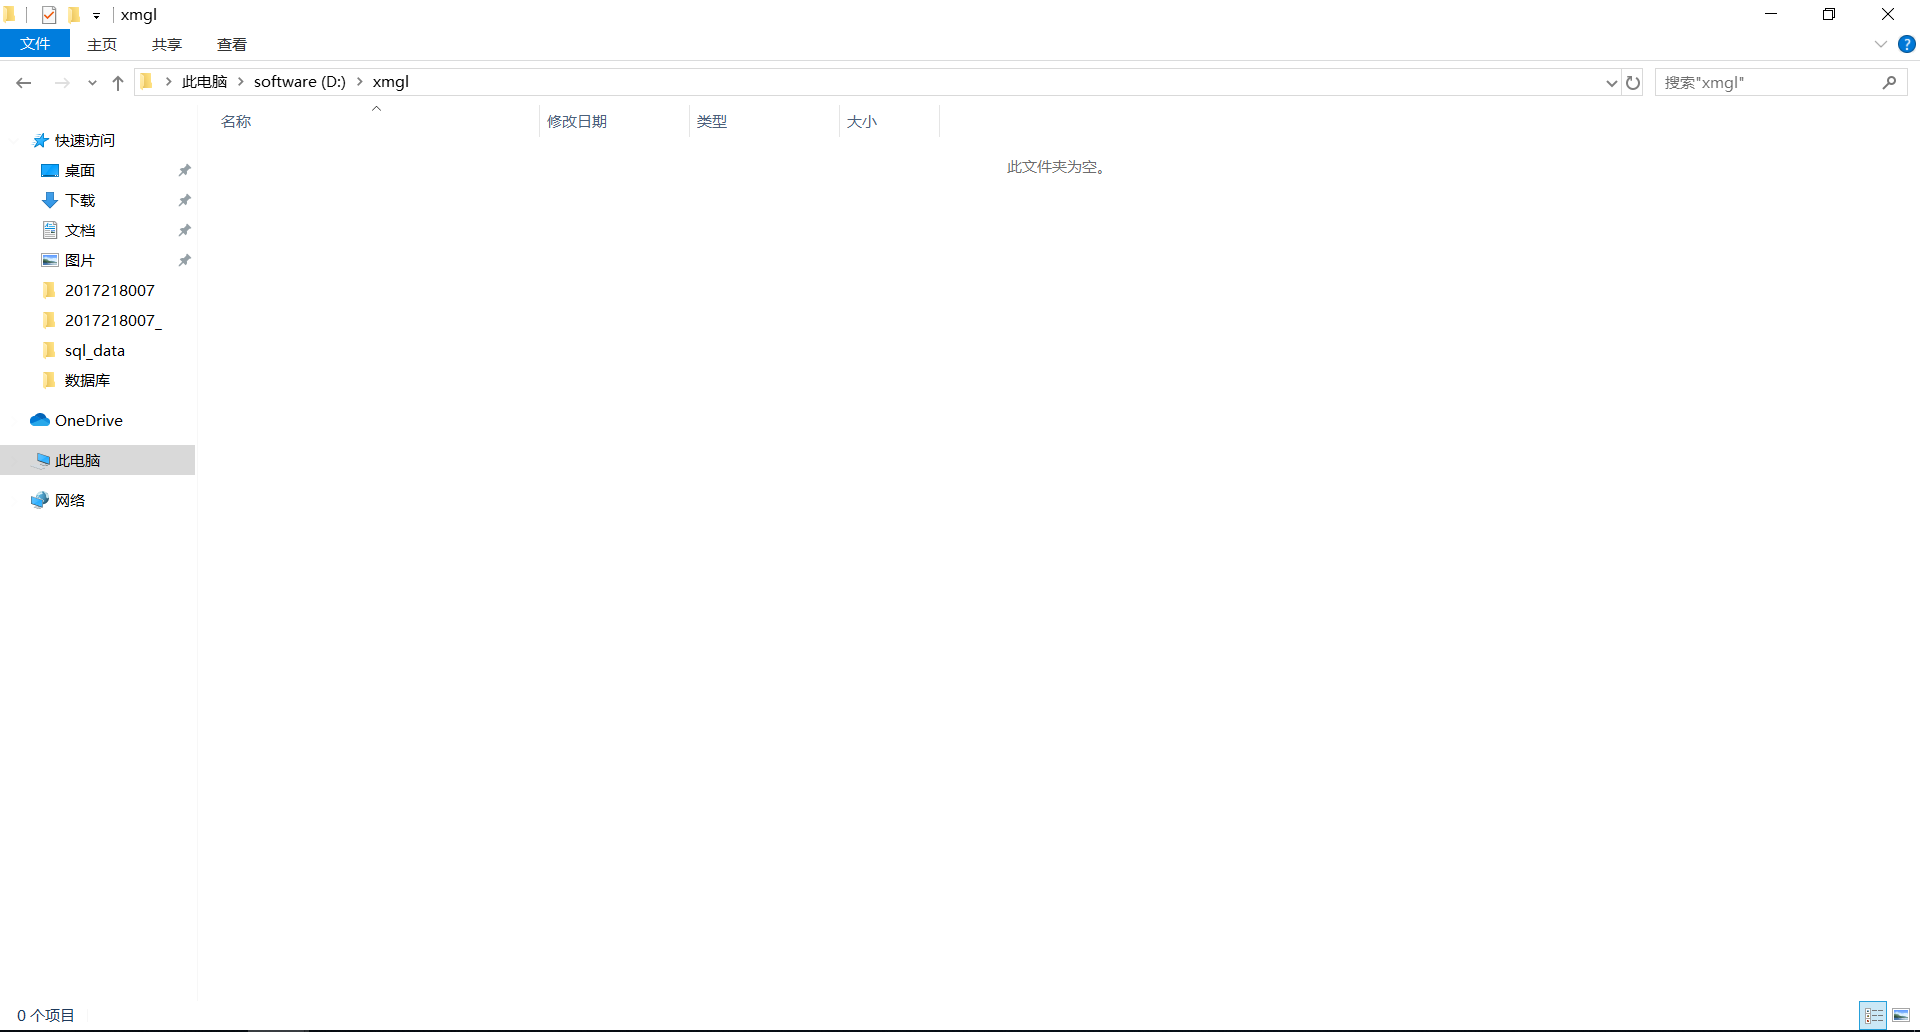 xmgl
文件 主页 共享 查看
此电脑 software (D:) xmgl
搜索"xmgl"
名称 修改日期 类型 大小
此文件夹为空。
快速访问
桌面
下载
文档
图片
2017218007
2017218007_
sql_data
数据库
OneDrive
此电脑
网络
0 个项目